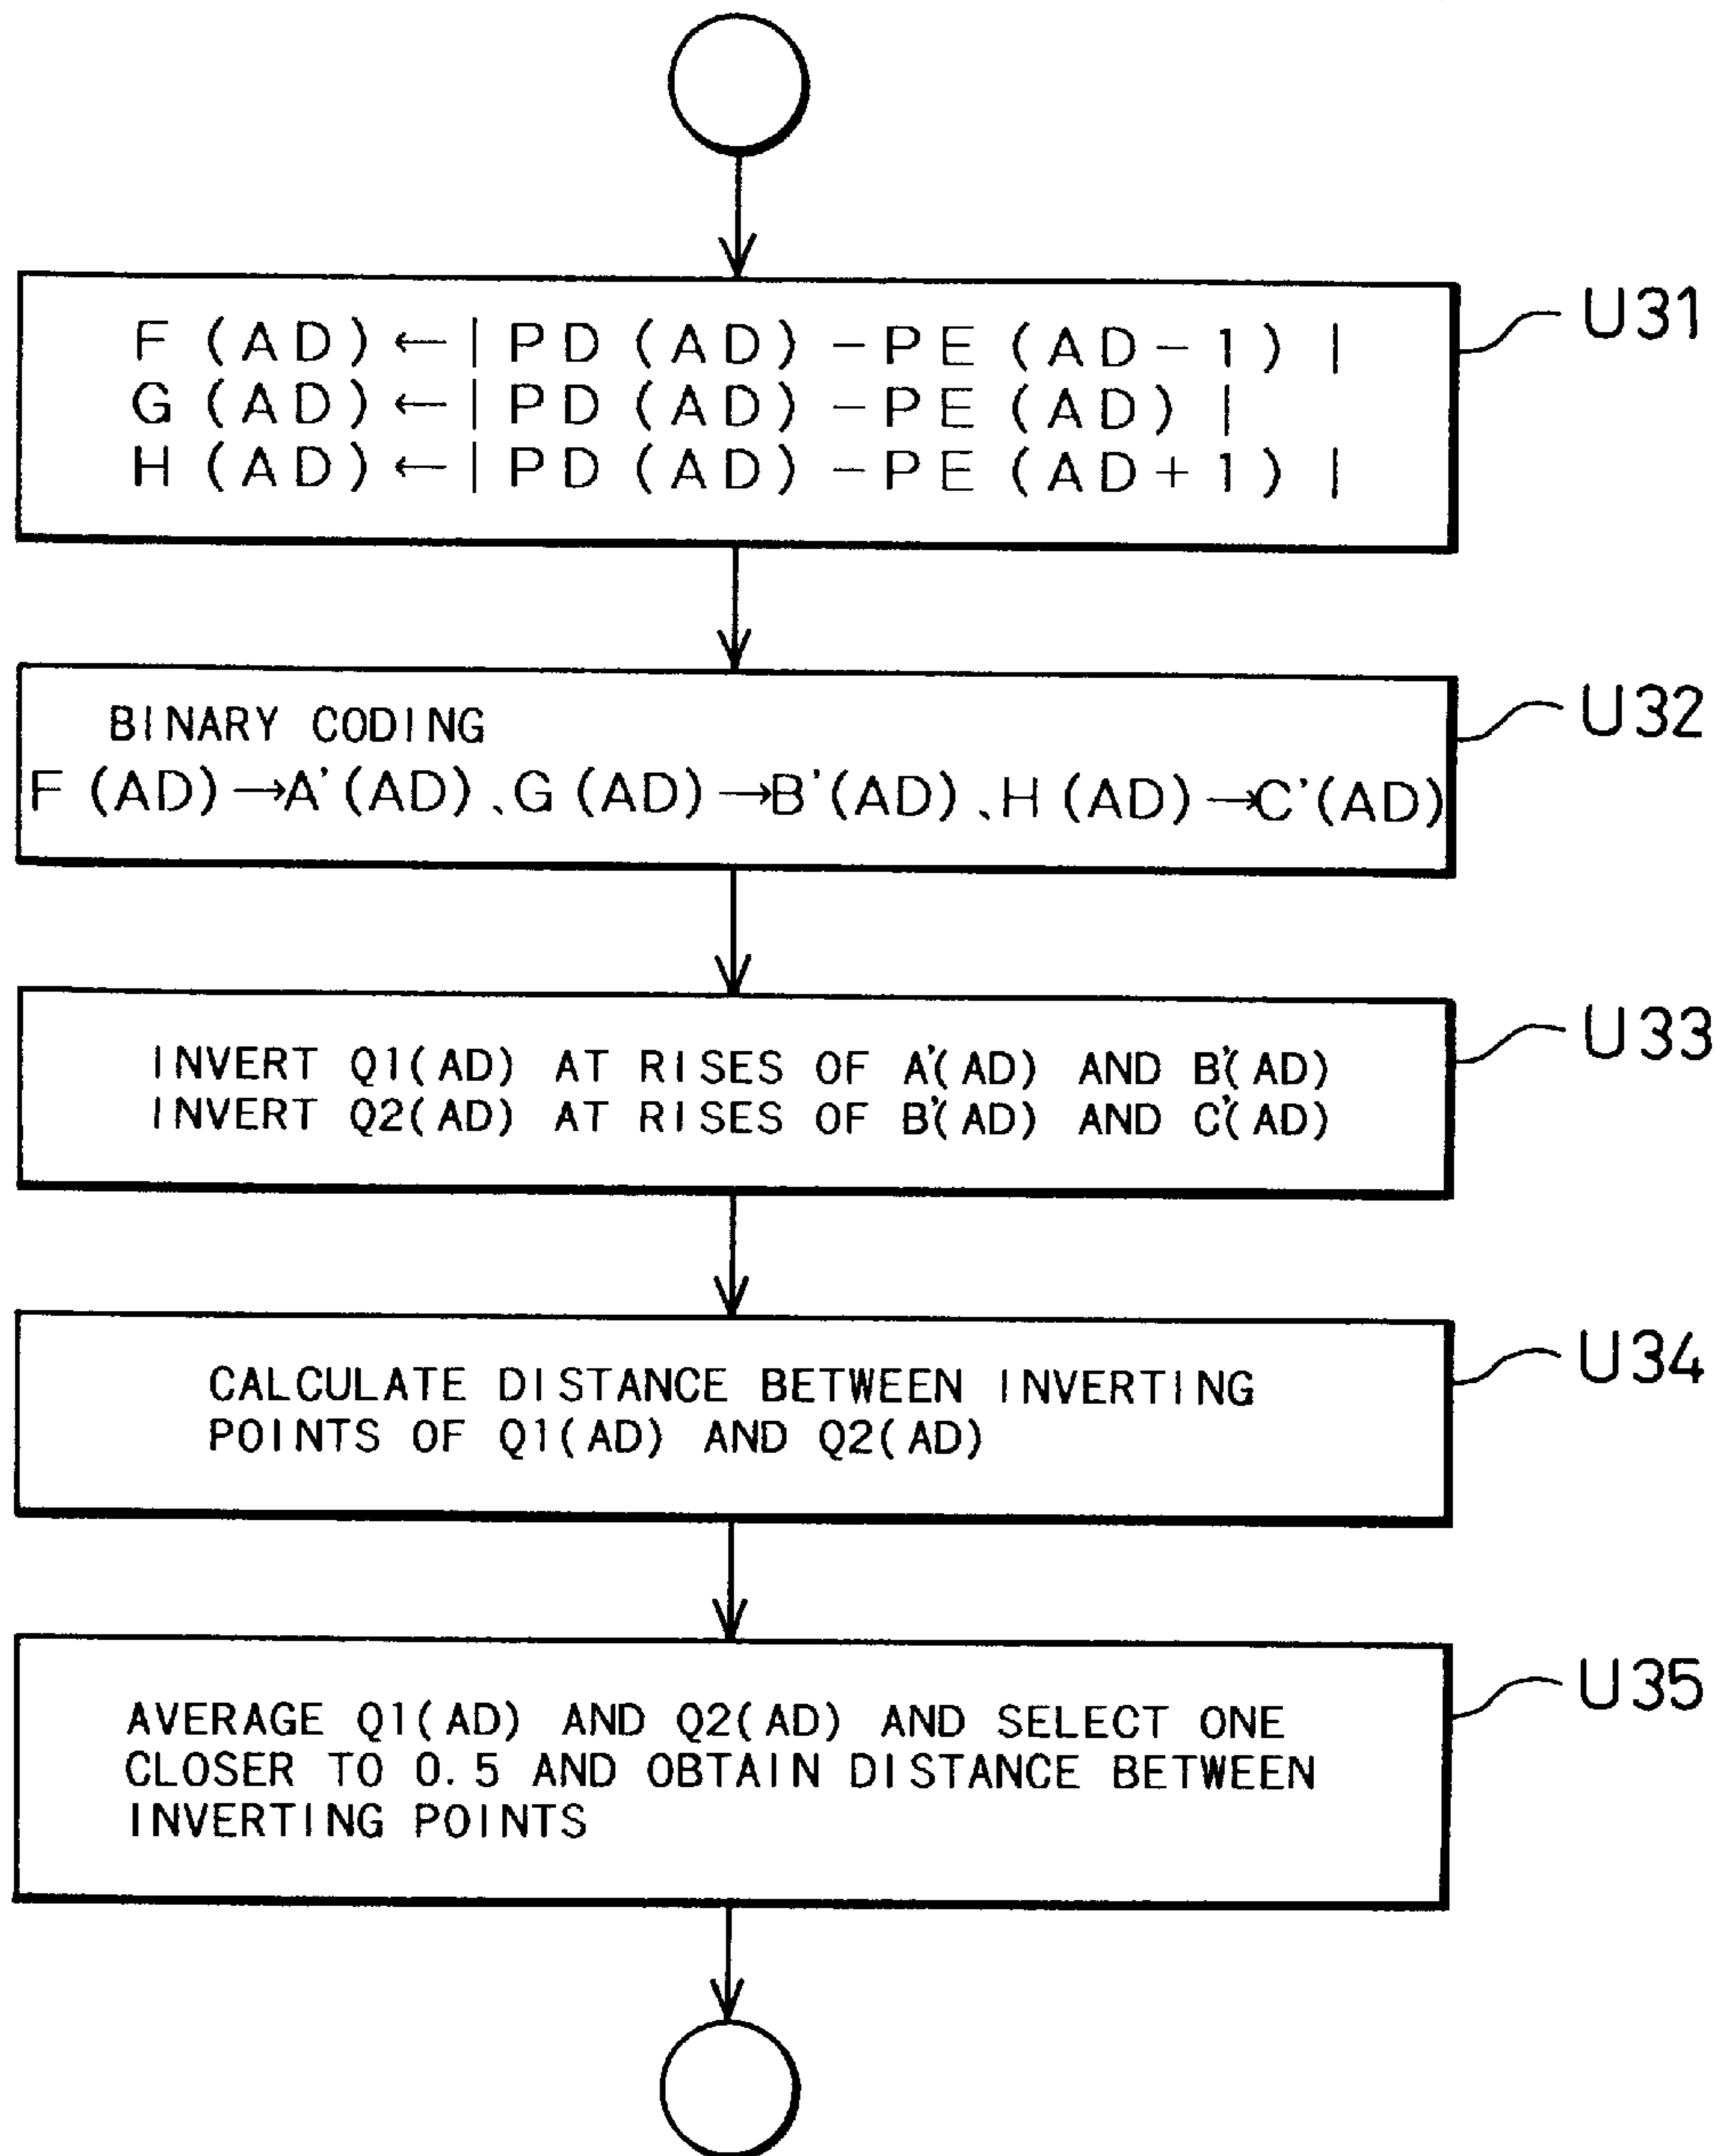 F (AD) ←| PD (AD) −PE (AD−1) |
U31
G (AD) ←| PD (AD) −PE (AD) |
H (AD) ←| PD (AD) −PE (AD+1) |
BINARY CODING
U32
F (AD) →A'(AD) 、G (AD) →B'(AD) 、H (AD) →C'(AD)
INVERT Q1(AD) AT RISES OF A'(AD) AND B'(AD)
U33
INVERT Q2(AD) AT RISES OF B'(AD) AND C'(AD)
CALCULATE DISTANCE BETWEEN INVERTING
U34
POINTS OF Q1(AD) AND Q2(AD)
AVERAGE Q1(AD) AND Q2(AD) AND SELECT ONE
U35
CLOSER TO 0.5 AND OBTAIN DISTANCE BETWEEN
INVERTING POINTS